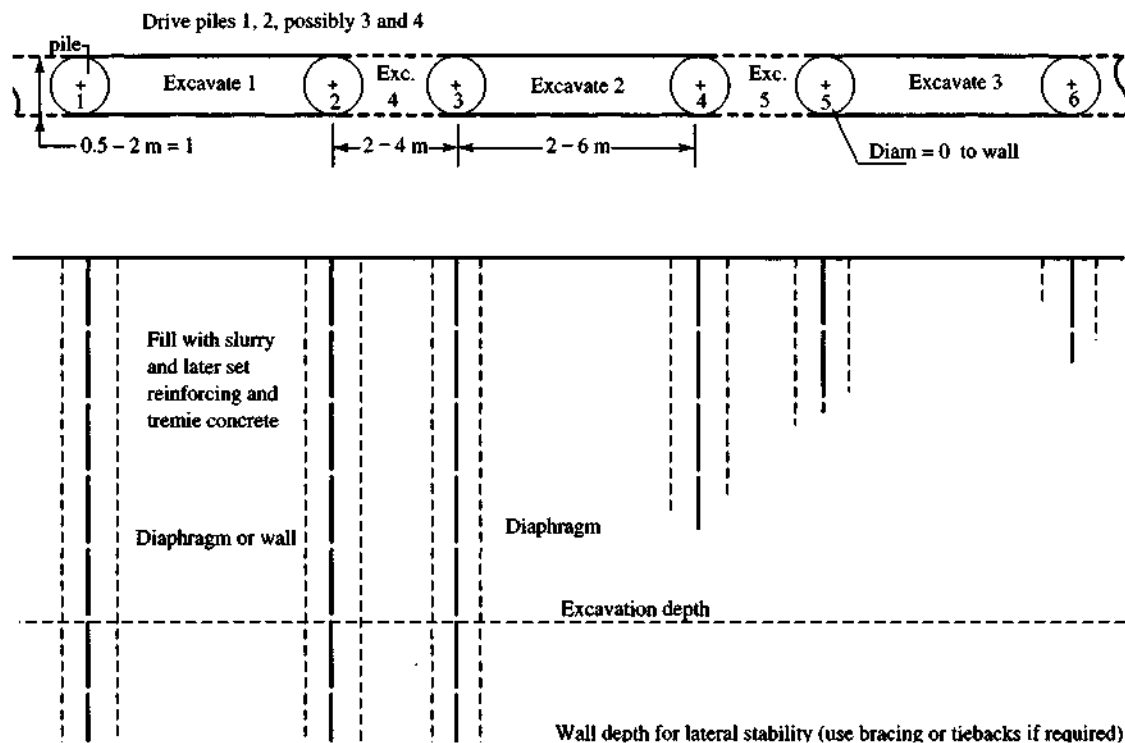 Drive piles 1, 2, possibly 3 and 4
pile
Excavate 1
Exc.
4
Excavate 2
Exc.
5
Excavate 3
1
2
3
4
5
6
0.5 – 2 m = 1
2 – 4 m
2 – 6 m
Diam = 0 to wall
Fill with slurry
and later set
reinforcing and
tremie concrete
Diaphragm or wall
Diaphragm
Excavation depth
Wall depth for lateral stability (use bracing or tiebacks if required)